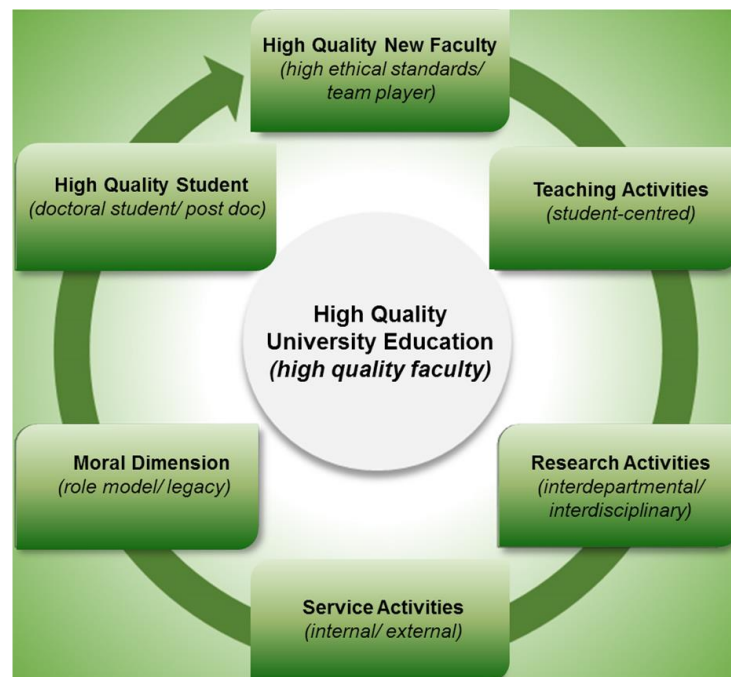 High Quality New Faculty
(high ethical standards/
team player)
Teaching Activities
(student-centred)
Research Activities
(interdepartmental/
interdisciplinary)
Service Activities
(internal/ external)
Moral Dimension
(role model/ legacy)
High Quality Student
(doctoral student/ post doc)
High Quality
University Education
(high quality faculty)